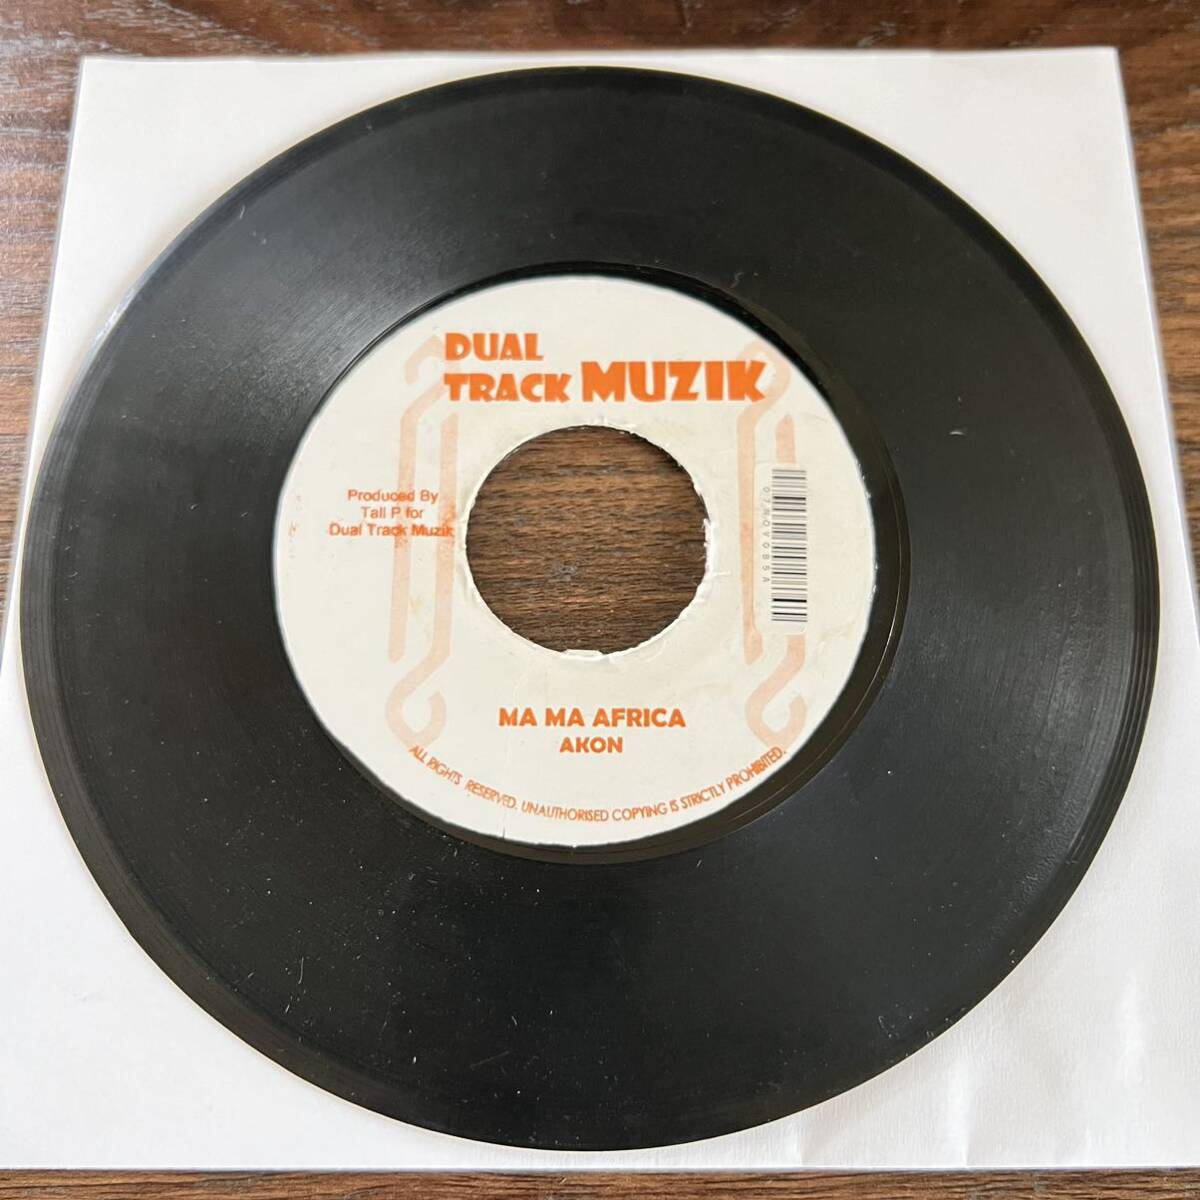 DUAL
TRACK MUZIK
Produced By
Tall P for
Dual Track Muzik
07NOV085A
MA MA AFRICA
AKON
ALL RIGHTS RESERVED. UNAUTHORISED COPYING IS STRICTLY PROHIBITED.